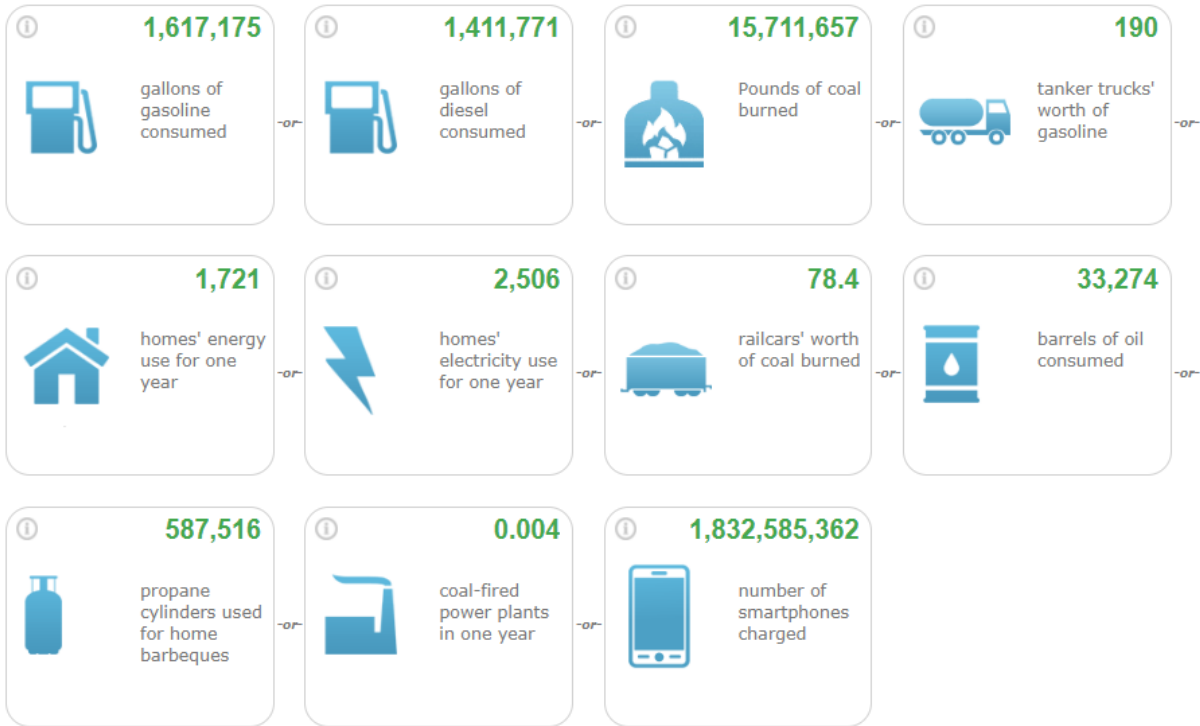 1,617,175
gallons of
gasoline
consumed
-or-
1,411,771
gallons of
diesel
consumed
-or-
15,711,657
Pounds of coal
burned
-or-
190
tanker trucks'
worth of
gasoline
-or-
1,721
homes' energy
use for one
year
-or-
2,506
homes'
electricity use
for one year
-or-
78.4
railcars' worth
of coal burned
-or-
33,274
barrels of oil
consumed
-or-
587,516
propane
cylinders used
for home
barbeques
-or-
0.004
coal-fired
power plants
in one year
-or-
1,832,585,362
number of
smartphones
charged